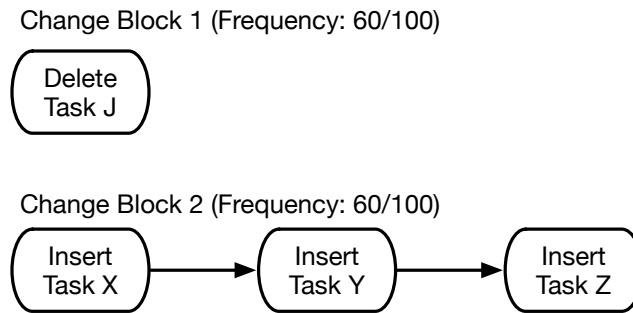 Change Block 1 (Frequency: 60/100)
Delete
Task J
Change Block 2 (Frequency: 60/100)
Insert
Task X
Insert
Task Y
Insert
Task Z